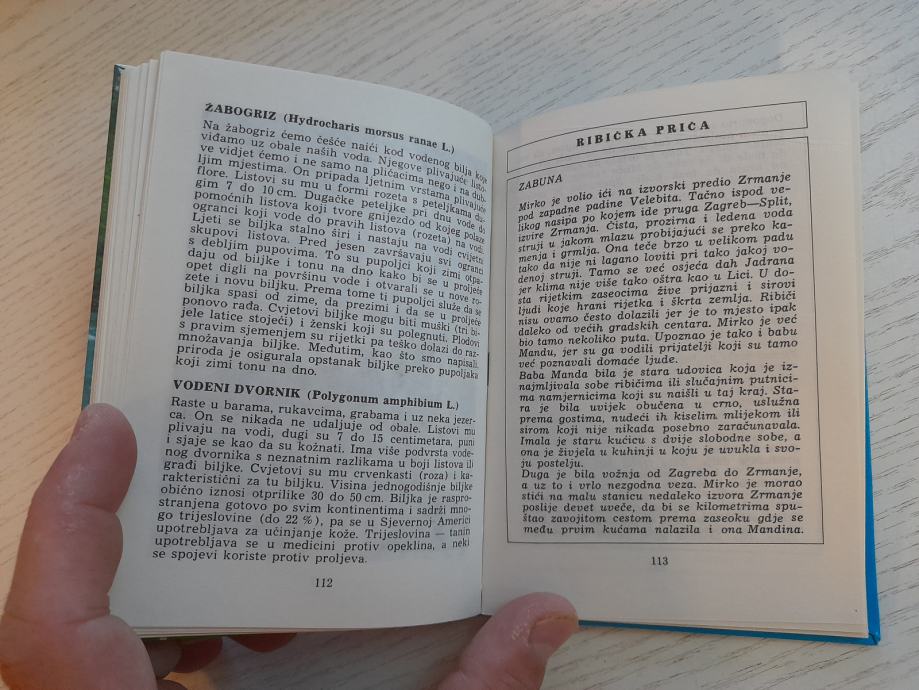 ŽABOGRIZ (Hydrocharis morsus ranae L.)
Na žabogriz ćemo češće naići kod vodenog bilja koje
viđamo uz obale naših voda. Njegove plivajuće listo-
ve vidjet ćemo i ne samo na plićacima nego i na dub-
ljim mjestima. On pripada ljetnim vrstama plivajuće
flore. Listovi su mu u formi rozeta s peteljkama du-
gim 7 do 10 cm. Dugačke peteljke pri dnu vode do
pomoćnih listova koji tvore gnijezdo od kojeg polaze
ogranci koji vode do pravih listova (rozeta) na vodi.
Ljeti se biljka stalno širi i nastaju na vodi cvijetni
skupovi listova. Pred jesen završavaju svi ogranci
s debljim pupovima. To su pupoljci koji zimi otpa-
daju od biljke i tonu na dno kako bi se u proljeće
opet digli na površinu vode i otvarali se u nove ro-
zete i novu biljku. Prema tome ti pupoljci služe da se
biljka spasi od zime, da prezimi i da se u proljeće
ponovo rađa. Cvjetovi biljke mogu biti muški (tri bi-
jele latice stojeći) i ženski koji su polegnuti. Plodovi
s pravim sjemenjem su rijetki pa teško dolazi do raz-
množavanja biljke. Međutim, kao što smo napisali,
priroda je osigurala opstanak biljke preko pupoljaka
koji zimi tonu na dno.
VODENI DVORNIK (Polygonum amphibium L.)
Raste u barama, rukavcima, grabama i uz neka jezer-
ca. On se nikada ne udaljuje od obale. Listovi mu
plivaju na vodi, dugi su 7 do 15 centimetara, puni
i sjaje se kao da su kožnati. Ima više podvrsta vode-
nog dvornika s neznatnim razlikama u boji listova ili
građi biljke. Cvjetovi su mu crvenkasti (roza) i ka-
rakteristični za tu biljku. Visina jednogodišnje biljke
obično iznosi otprilike 30 do 50 cm. Biljka je raspro-
stranjena gotovo po svim kontinentima i sadrži mno-
go trijeslovine (do 22 %), pa se u Sjevernoj Americi
upotrebljava za učinjanje kože. Trijeslovina — tanin
upotrebljava se u medicini protiv opeklina, a neki
se spojevi koriste protiv proljeva.
112
RIBIČKA PRIČA
ZABUNA
Mirko je volio ići na izvorski predio Zrmanje
pod zapadne padine Velebita. Tačno ispod ve-
likog nasipa po kojem ide pruga Zagreb—Split,
izvire Zrmanja. Čista, prozirna i ledena voda
struji u jakom mlazu probijajući se preko ka-
menja i grmlja. Ona teče brzo u velikom padu
tako da nije ni lagano loviti pri tako jakoj vo-
denoj struji. Tamo se već osjeća dah Jadrana
jer klima nije više tako oštra kao u Lici. U do-
sta rijetkim zaseocima žive prijazni i sirovi
ljudi koje hrani rijetka i škrta zemlja. Ribiči
nisu ovamo često dolazili jer je to mjesto ipak
daleko od većih gradskih centara. Mirko je već
bio tamo nekoliko puta. Upoznao je tako i babu
Mandu, jer su ga vodili prijatelji koji su tamo
već poznavali domaće ljude.
Baba Manda bila je stara udovica koja je iz-
najmljivala sobe ribičima ili slučajnim putnici-
ma namjernicima koji su naišli u taj kraj. Sta-
ra je bila uvijek obučena u crno, uslužna
prema gostima, nudeći ih kiselim mlijekom ili
sirom koji nije nikada posebno zaračunavala.
Imala je staru kućicu s dvije slobodne sobe, a
ona je živjela u kuhinji u koju je uvukla i svo-
ju postelju.
Duga je bila vožnja od Zagreba do Zrmanje,
a uz to i vrlo nezgodna veza. Mirko je morao
stići na malu stanicu nedaleko izvora Zrmanje
poslije devet uveče, da bi se kilometrima spu-
štao zavojitom cestom prema zaseoku gdje se
među prvim kućama nalazila i ona Mandina.
113